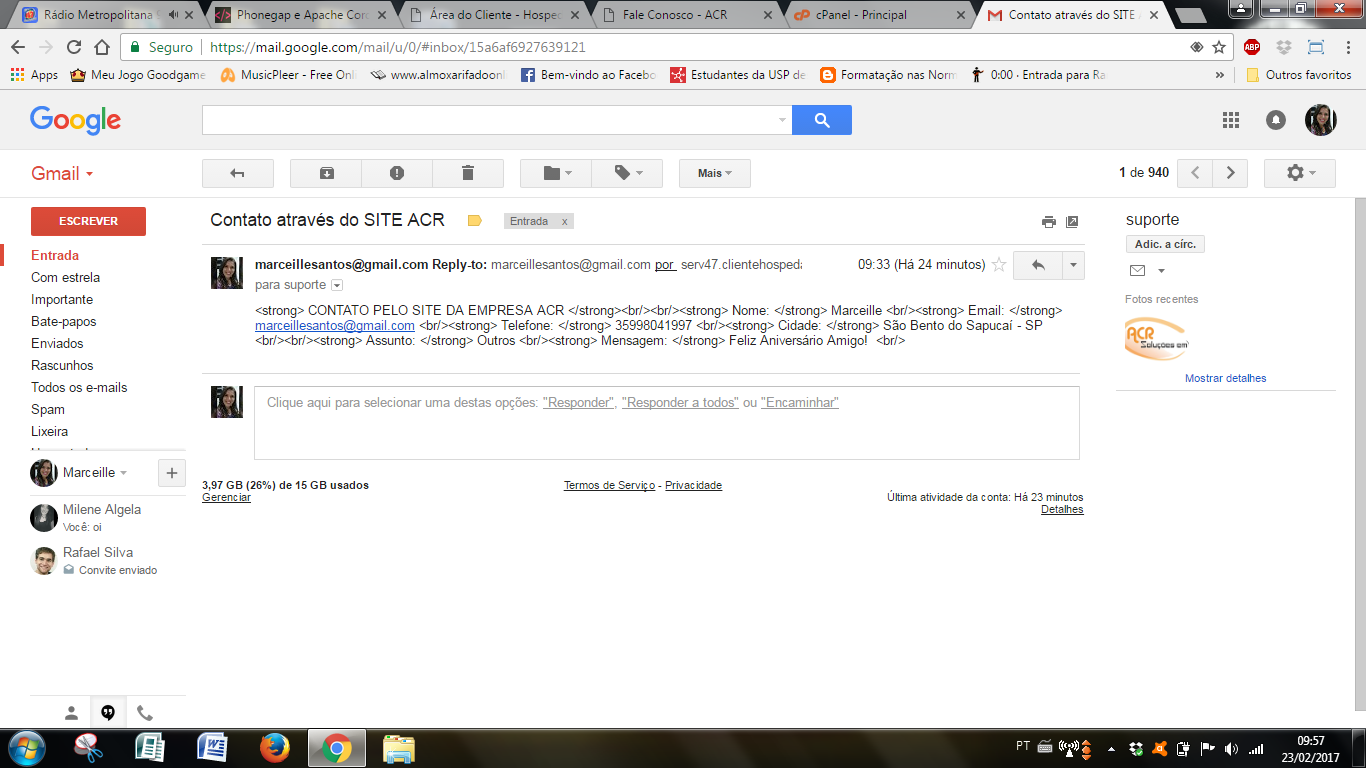 Rádio Metropolitana 9
Phonegap e Apache Cord
Área do Cliente - Hosped
Fale Conosco - ACR
cPanel - Principal
Contato através do SITE A
Seguro
https://mail.google.com/mail/u/0/#inbox/15a6af6927639121
Apps
Meu Jogo Goodgame
MusicPleer - Free Onli
www.almoxarifadoonli
Bem-vindo ao Facebo
Estudantes da USP de
Formatação nas Norm
0:00 · Entrada para Ra
»
Outros favoritos
Google
Gmail
Mais
1 de 940
ESCREVER
Entrada
Com estrela
Importante
Bate-papos
Enviados
Rascunhos
Todos os e-mails
Spam
Lixeira
Marceille
Milene Algela
Você: oi
Rafael Silva
Convite enviado
Contato através do SITE ACR
Entrada x
marceillesantos@gmail.com Reply-to: marceillesantos@gmail.com por serv47.clientehospeda
09:33 (Há 24 minutos)
para suporte
<strong> CONTATO PELO SITE DA EMPRESA ACR </strong><br/><br/><strong> Nome: </strong> Marceille <br/><strong> Email: </strong>
marceillesantos@gmail.com <br/><strong> Telefone: </strong> 35998041997 <br/><strong> Cidade: </strong> São Bento do Sapucaí - SP
<br/><br/><strong> Assunto: </strong> Outros <br/><strong> Mensagem: </strong> Feliz Aniversário Amigo!  <br/>
Clique aqui para selecionar uma destas opções: "Responder", "Responder a todos" ou "Encaminhar"
3,97 GB (26%) de 15 GB usados
Gerenciar
Termos de Serviço - Privacidade
Última atividade da conta: Há 23 minutos
Detalhes
suporte
Adic. a círc.
Fotos recentes
ACR
Soluções em
Mostrar detalhes
PT
09:57
23/02/2017